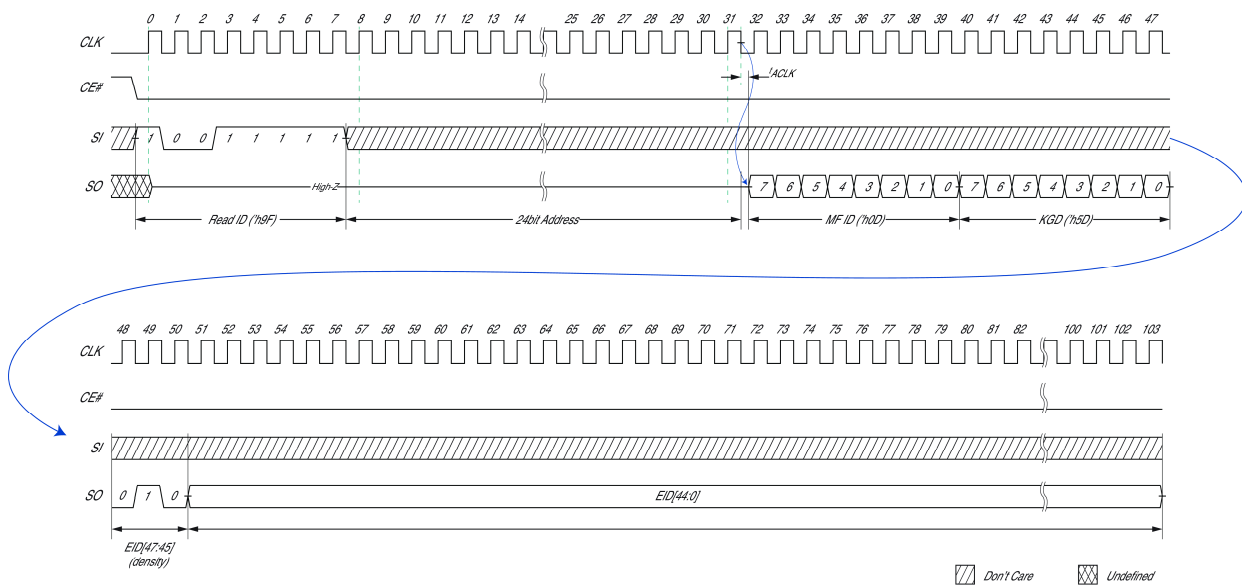 0 1 2 3 4 5 6 7 8 9 10 11 12 13 14 25 26 27 28 29 30 31 32 33 34 35 36 37 38 39 40 41 42 43 44 45 46 47
CLK
tACLK
CE#
SI 1 0 0 1 1 1 1 1
SO High-Z 7 6 5 4 3 2 1 0 7 6 5 4 3 2 1 0
Read ID ('h9F) 24bit Address MF ID ('h0D) KGD ('h5D)
48 49 50 51 52 53 54 55 56 57 58 59 60 61 62 63 64 65 66 67 68 69 70 71 72 73 74 75 76 77 78 79 80 81 82 100 101 102 103
CLK
CE#
SI
SO 0 1 0 EID[44:0]
EID[47:45]
(density)
Don't Care Undefined